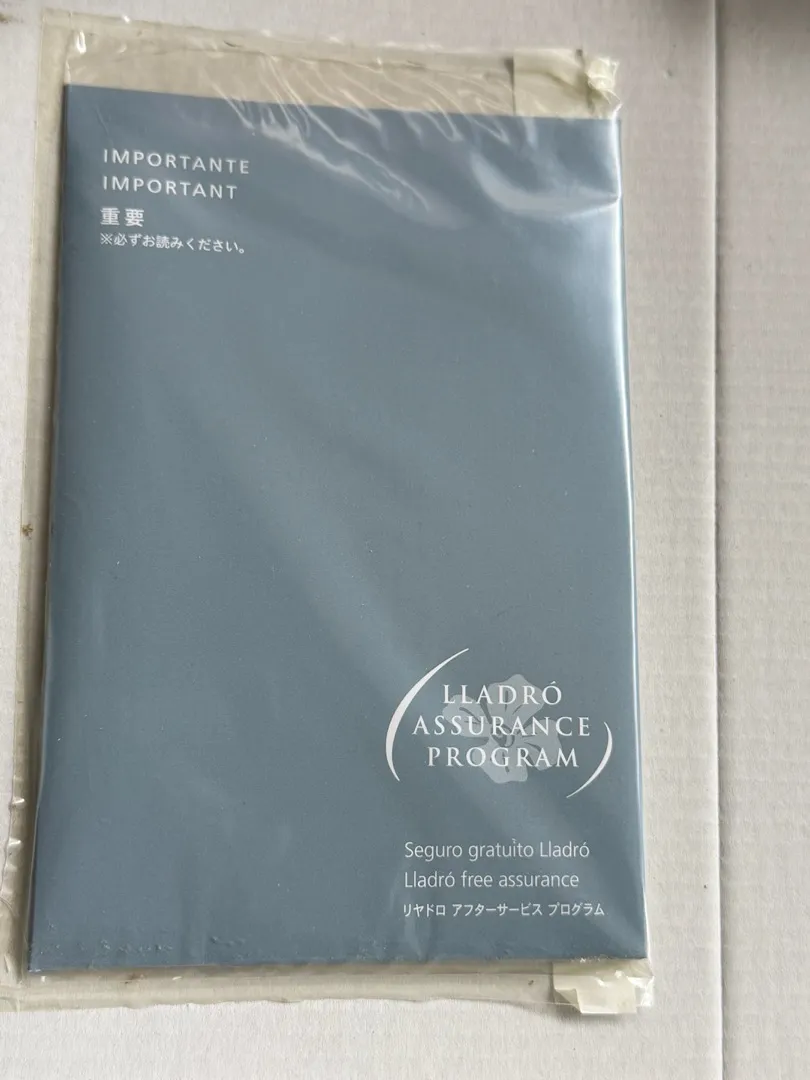 IMPORTANTE
IMPORTANT
重要
※必ずお読みください。
LLADRÓ
ASSURANCE
PROGRAM
Seguro gratuito Lladró
Lladró free assurance
リヤドロ アフターサービス プログラム